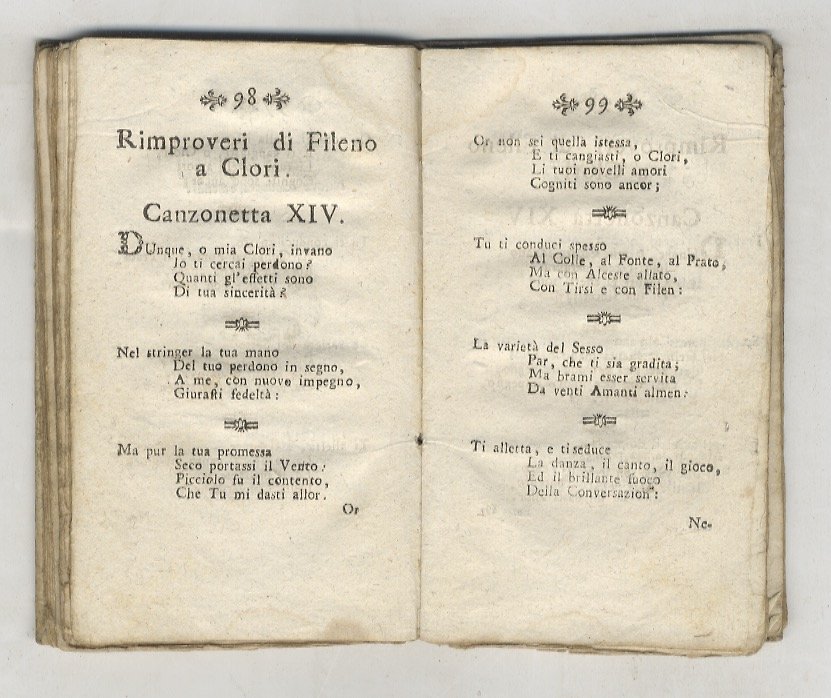 98
Rimproveri di Fileno
a Clori.
Canzonetta XIV.
DUnque, o mia Clori, invano
Io ti cercai perdono?
Quanti gl'effetti sono
Di tua sincerità?
Nel stringer la tua mano
Del tuo perdono in segno,
A me, con nuovo impegno,
Giurasti fedeltà:
Ma pur la tua promessa
Seco portassi il Vento:
Picciolo fu il contento,
Che Tu mi dasti allor.
Or
99
Or non sei quella istessa,
E ti cangiasti, o Clori,
Li tuoi novelli amori
Cogniti sono ancor;
Tu ti conduci spesso
Al Colle, al Fonte, al Prato,
Ma con Alceste allato,
Con Tirsi e con Filen:
La varietà del Sesso
Par, che ti sia gradita;
Ma brami esser servita
Da venti Amanti almen:
Ti alletta, e ti seduce
La danza, il canto, il gioco,
Ed il brillante fuoco
Della Conversazion:
Ne-